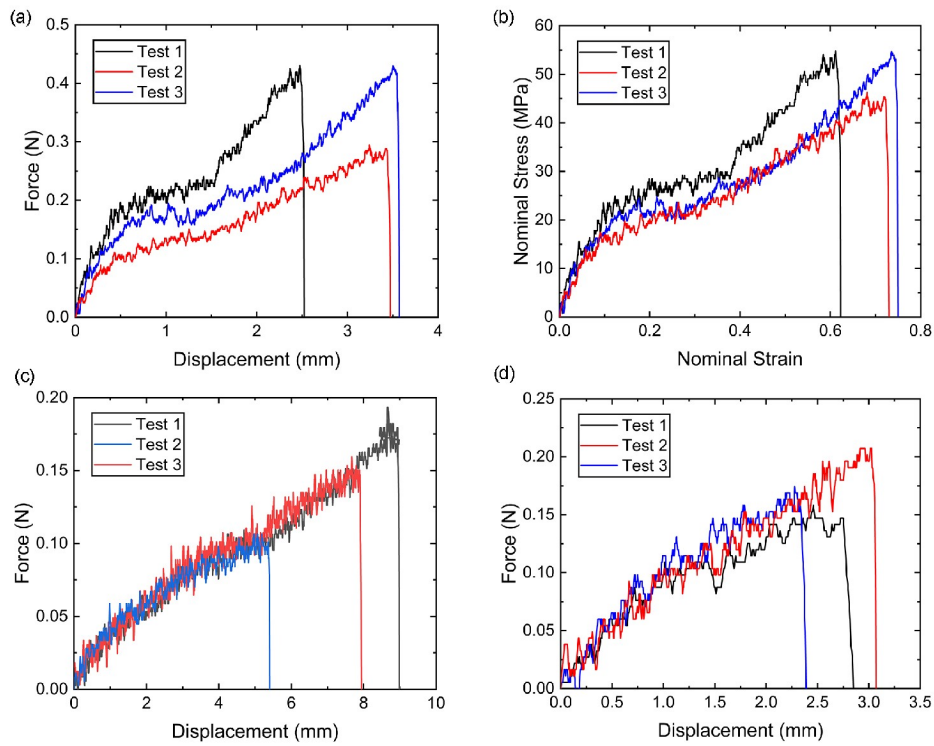 (a)
0.5
0.4
0.3
0.2
0.1
0.0
Force (N)
Test 1
Test 2
Test 3
0 1 2 3 4
Displacement (mm)
(b)
60
50
40
30
20
10
0
Nominal Stress (MPa)
Test 1
Test 2
Test 3
0.0 0.2 0.4 0.6 0.8
Nominal Strain
(c)
0.20
0.15
0.10
0.05
0.00
Force (N)
Test 1
Test 2
Test 3
0 2 4 6 8 10
Displacement (mm)
(d)
0.25
0.20
0.15
0.10
0.05
0.00
Force (N)
Test 1
Test 2
Test 3
0.0 0.5 1.0 1.5 2.0 2.5 3.0 3.5
Displacement (mm)